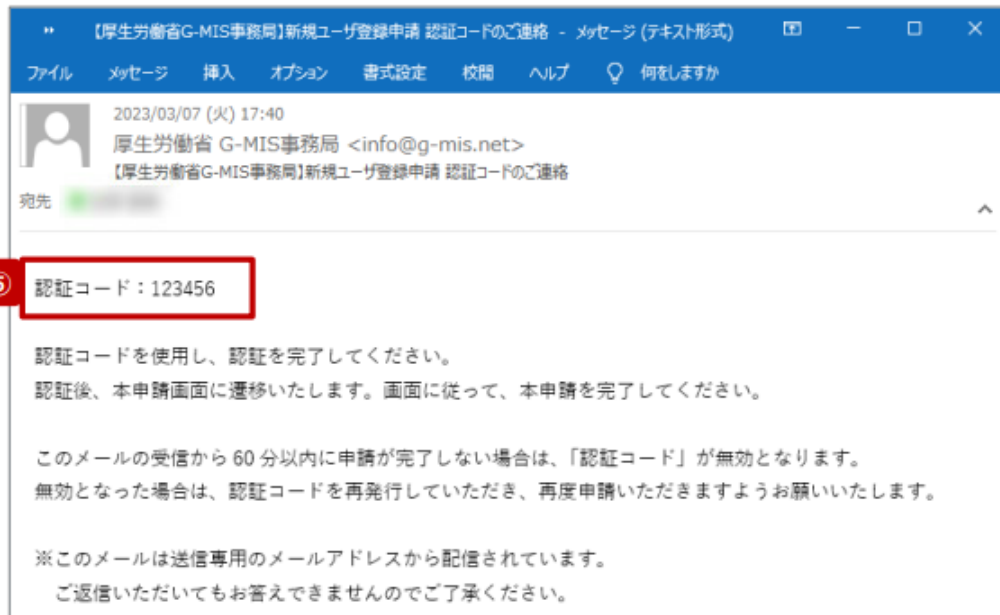 【厚生労働省G-MIS事務局】新規ユーザ登録申請 認証コードのご連絡 - メッセージ (テキスト形式)
ファイル メッセージ 挿入 オプション 書式設定 校閲 ヘルプ 何をしますか
2023/03/07 (火) 17:40
厚生労働省 G-MIS事務局 <info@g-mis.net>
【厚生労働省G-MIS事務局】新規ユーザ登録申請 認証コードのご連絡
宛先
認証コード：123456
認証コードを使用し、認証を完了してください。
認証後、本申請画面に遷移いたします。画面に従って、本申請を完了してください。
このメールの受信から 60 分以内に申請が完了しない場合は、「認証コード」が無効となります。
無効となった場合は、認証コードを再発行していただき、再度申請いただきますようお願いいたします。
※このメールは送信専用のメールアドレスから配信されています。
ご返信いただいてもお答えできませんのでご了承ください。